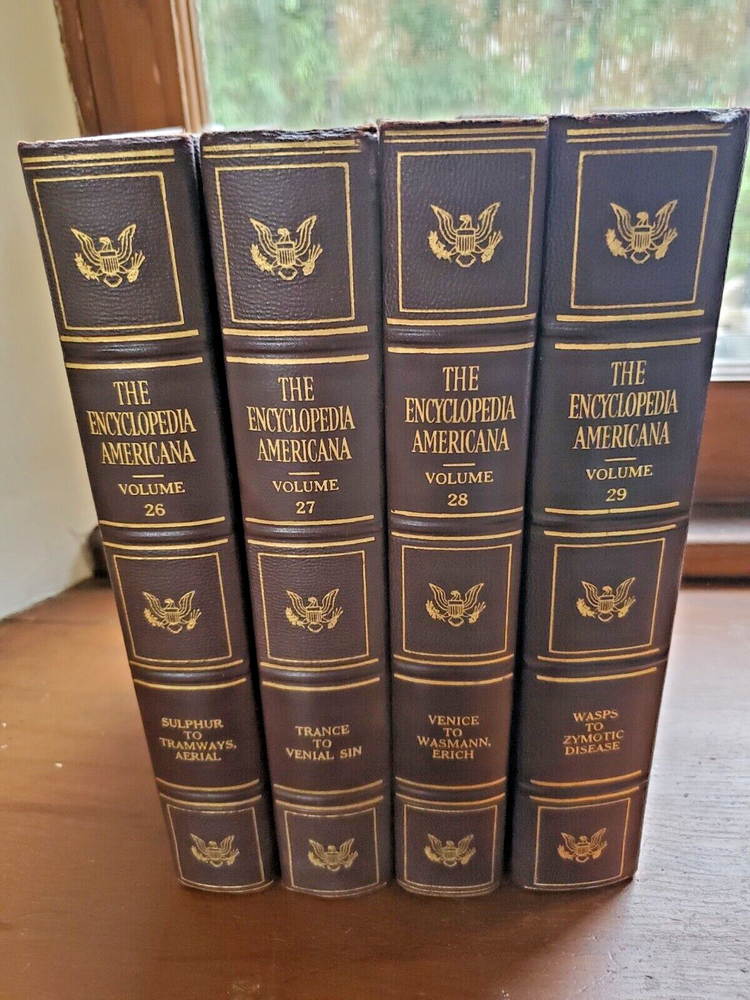 THE
ENCYCLOPEDIA
AMERICANA
VOLUME
26
SULPHUR
TO
TRAMWAYS,
AERIAL
THE
ENCYCLOPEDIA
AMERICANA
VOLUME
27
TRANCE
TO
VENIAL SIN
THE
ENCYCLOPEDIA
AMERICANA
VOLUME
28
VENICE
TO
WASMANN,
ERICH
THE
ENCYCLOPEDIA
AMERICANA
VOLUME
29
WASPS
TO
ZYMOTIC
DISEASE